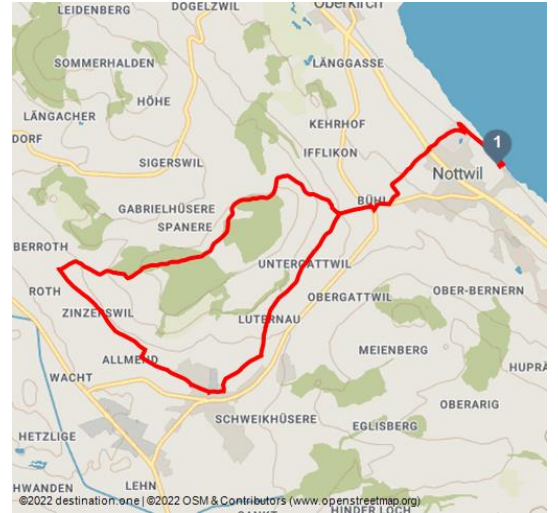 LEIDENBERG
DOGELZWIL
Oberkirch
SOMMERHALDEN
LÄNGGASSE
HÖHE
LÄNGACHER
KEHRHOF
1
DORF
IFFLIKON
SIGERSWIL
Nottwil
BÜHL
GABRIELHÜSERE
SPANERE
BERROTH
UNTERGATTWIL
OBER-BERNERN
ROTH
OBERGATTWIL
ZINZERSWIL
LUTERNAU
MEIENBERG
ALLMEND
HUPRÄ
WACHT
OBERARIG
SCHWEIKHÜSERE
HETZLIGE
EGLISBERG
LEHN
HWANDEN
HINDER LOCH
SANKT
©2022 destination.one | ©2022 OSM & Contributors (www.openstreetmap.org)